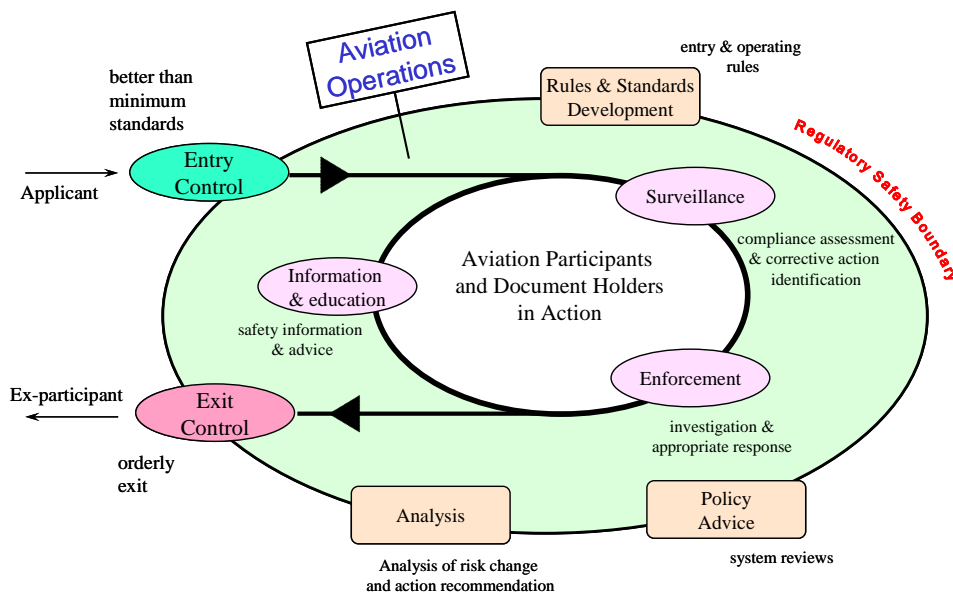 Aviation
Operations
entry & operating
rules
better than
minimum
standards
Rules & Standards
Development
Regulatory Safety Boundary
Entry
Control
Applicant
Surveillance
compliance assessment
& corrective action
identification
Aviation Participants
and Document Holders
in Action
Information
& education
safety information
& advice
Enforcement
investigation &
appropriate response
Ex-participant
Exit
Control
orderly
exit
Analysis
Analysis of risk change
and action recommendation
Policy
Advice
system reviews